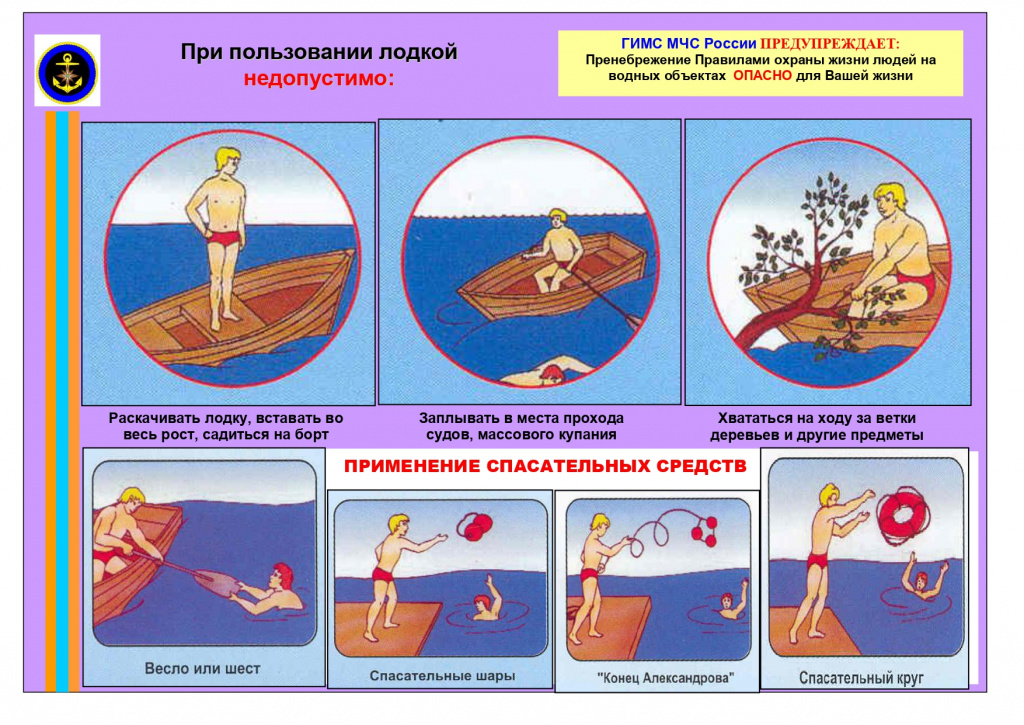 При пользовании лодкой
недопустимо:
ГИМС МЧС России ПРЕДУПРЕЖДАЕТ:
Пренебрежение Правилами охраны жизни людей на
водных объектах ОПАСНО для Вашей жизни
Раскачивать лодку, вставать во
весь рост, садиться на борт
Заплывать в места прохода
судов, массового купания
Хвататься на ходу за ветки
деревьев и другие предметы
ПРИМЕНЕНИЕ СПАСАТЕЛЬНЫХ СРЕДСТВ
Весло или шест
Спасательные шары
"Конец Александрова"
Спасательный круг